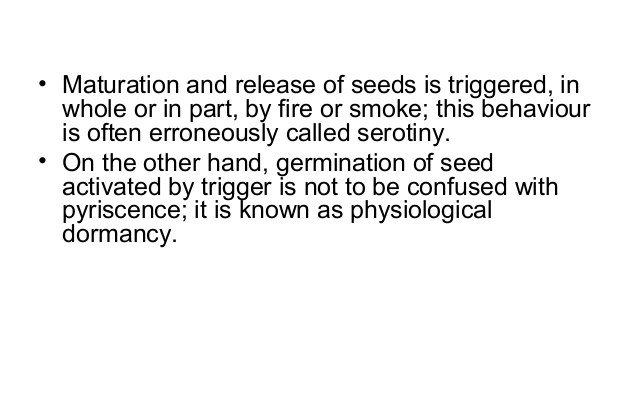 • Maturation and release of seeds is triggered, in
whole or in part, by fire or smoke; this behaviour
is often erroneously called serotiny.
• On the other hand, germination of seed
activated by trigger is not to be confused with
pyriscence; it is known as physiological
dormancy.